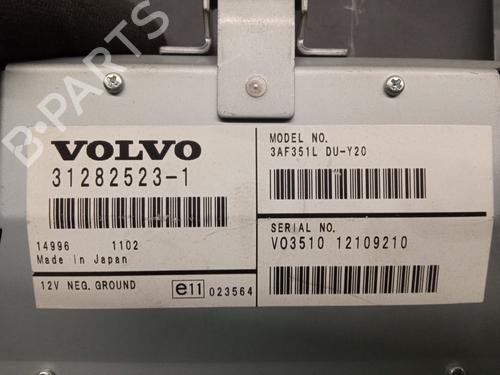 B-PARTS
VOLVO
31282523-1
14996 1102
Made in Japan
12V NEG. GROUND
e11 023564
MODEL NO.
3AF351L DU-Y20
SERIAL NO.
VO3510 12109210